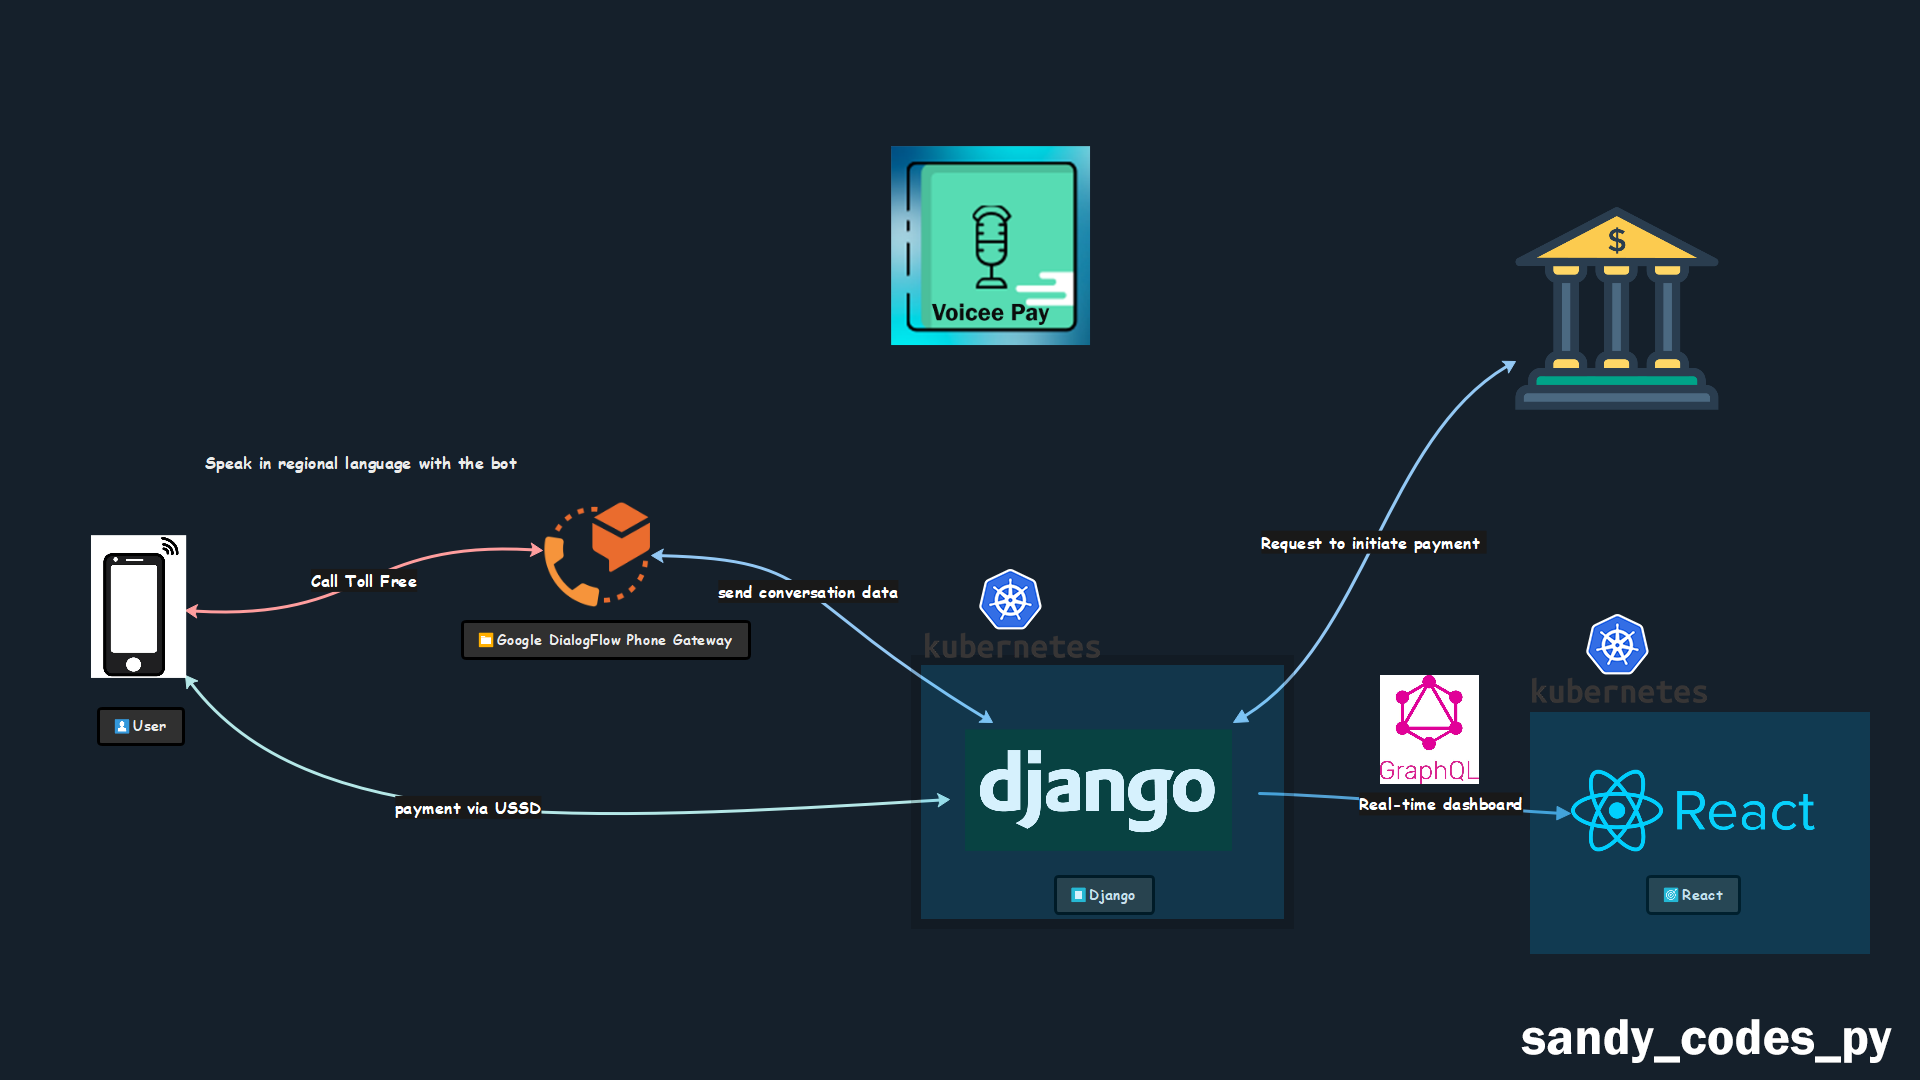 Voicee Pay
$
Speak in regional language with the bot
Call Toll Free
send conversation data
Google DialogFlow Phone Gateway
User
payment via USSD
kubernetes
django
Django
Request to initiate payment
GraphQL
Real-time dashboard
kubernetes
React
React
sandy_codes_py